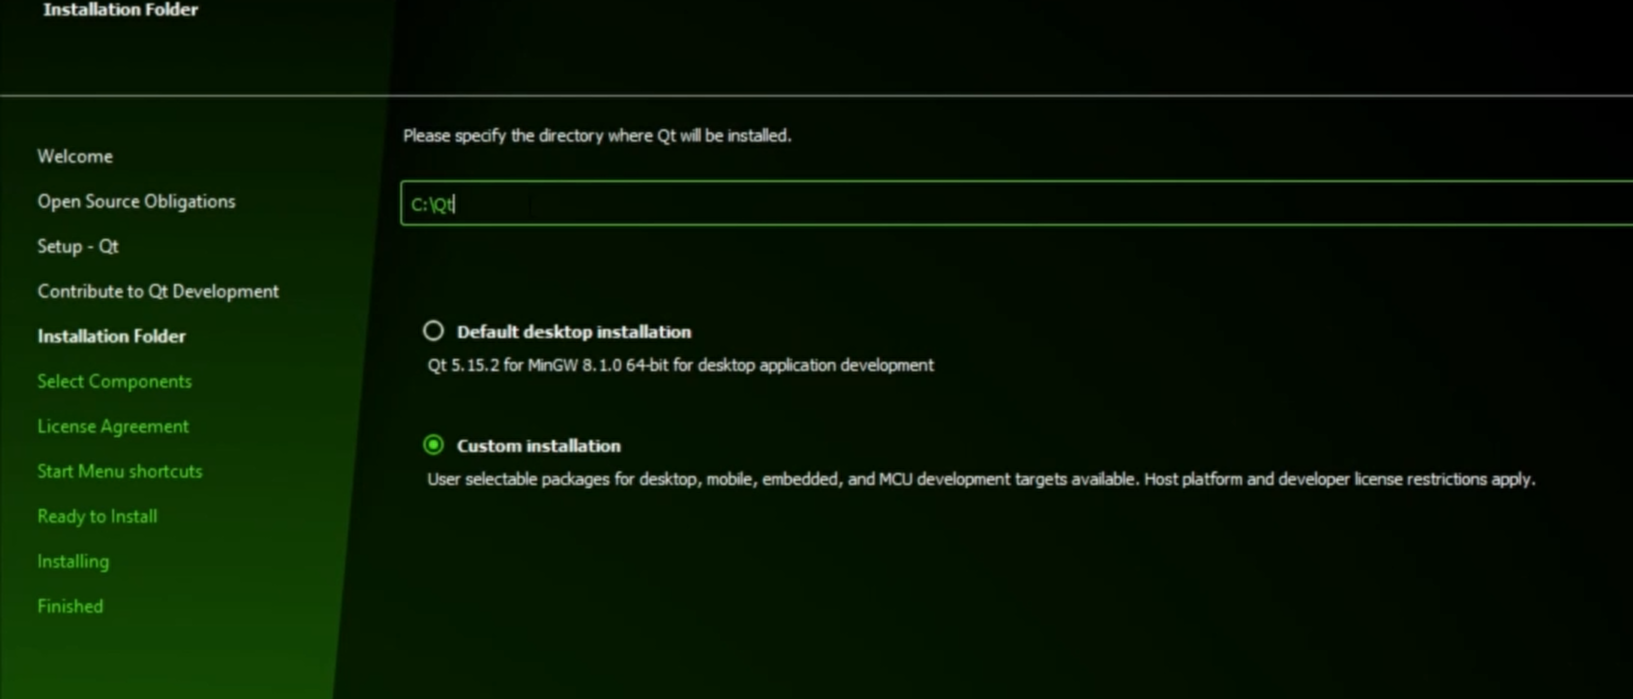 Installation Folder
Please specify the directory where Qt will be installed.
Welcome
Open Source Obligations
C:\Qt
Setup - Qt
Contribute to Qt Development
Installation Folder
Default desktop installation
Qt 5.15.2 for MinGW 8.1.0 64-bit for desktop application development
Select Components
License Agreement
Custom installation
User selectable packages for desktop, mobile, embedded, and MCU development targets available. Host platform and developer license restrictions apply.
Start Menu shortcuts
Ready to Install
Installing
Finished